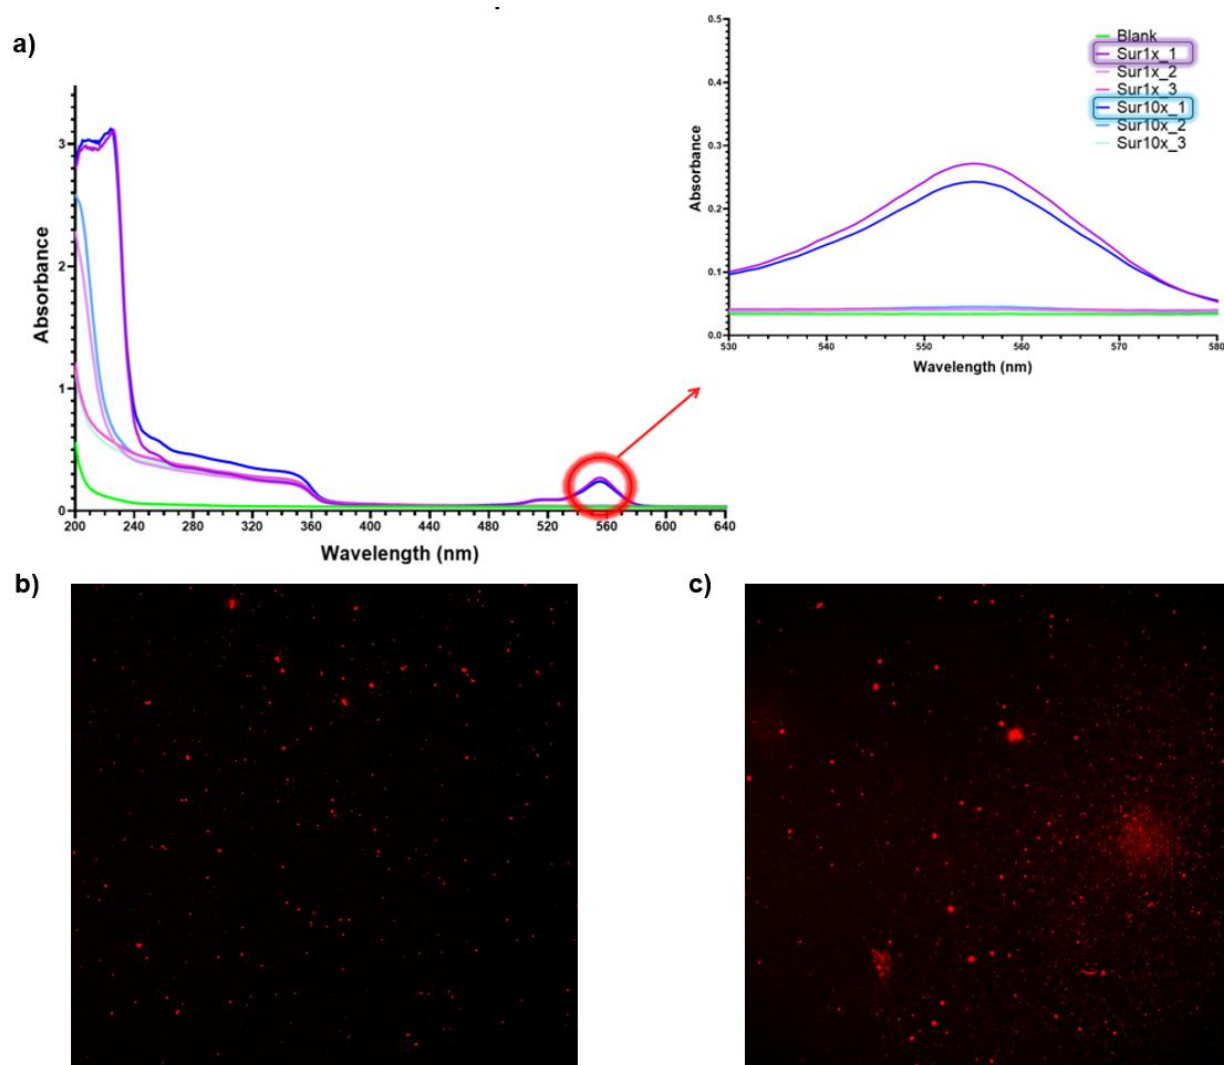 a)
Absorbance
3
2
1
0
200 240 280 320 360 400 440 480 520 560 600 640
Wavelength (nm)
Absorbance
0.5
0.4
0.3
0.2
0.1
0.0
530 540 550 560 570 580
Wavelength (nm)
Blank
Sur1x_1
Sur1x_2
Sur1x_3
Sur10x_1
Sur10x_2
Sur10x_3
b)
c)